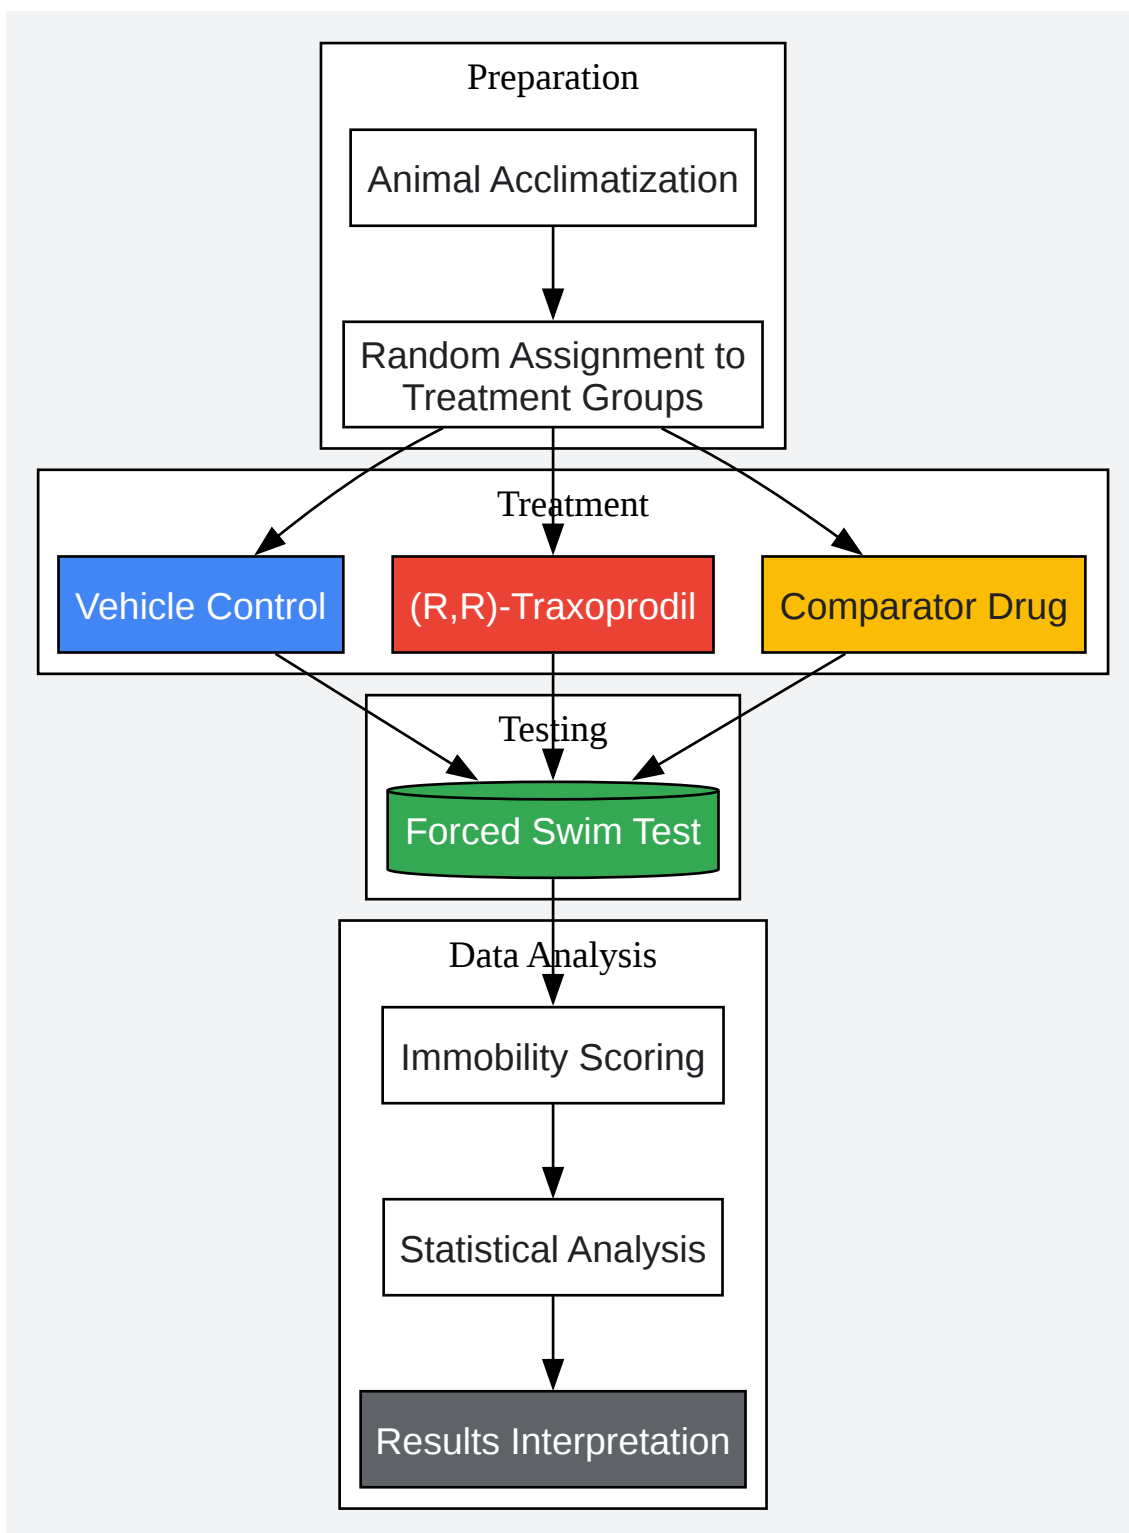 Preparation
Animal Acclimatization
Random Assignment to
Treatment Groups
Treatment
Vehicle Control
(R,R)-Traxoprodil
Comparator Drug
Testing
Forced Swim Test
Data Analysis
Immobility Scoring
Statistical Analysis
Results Interpretation